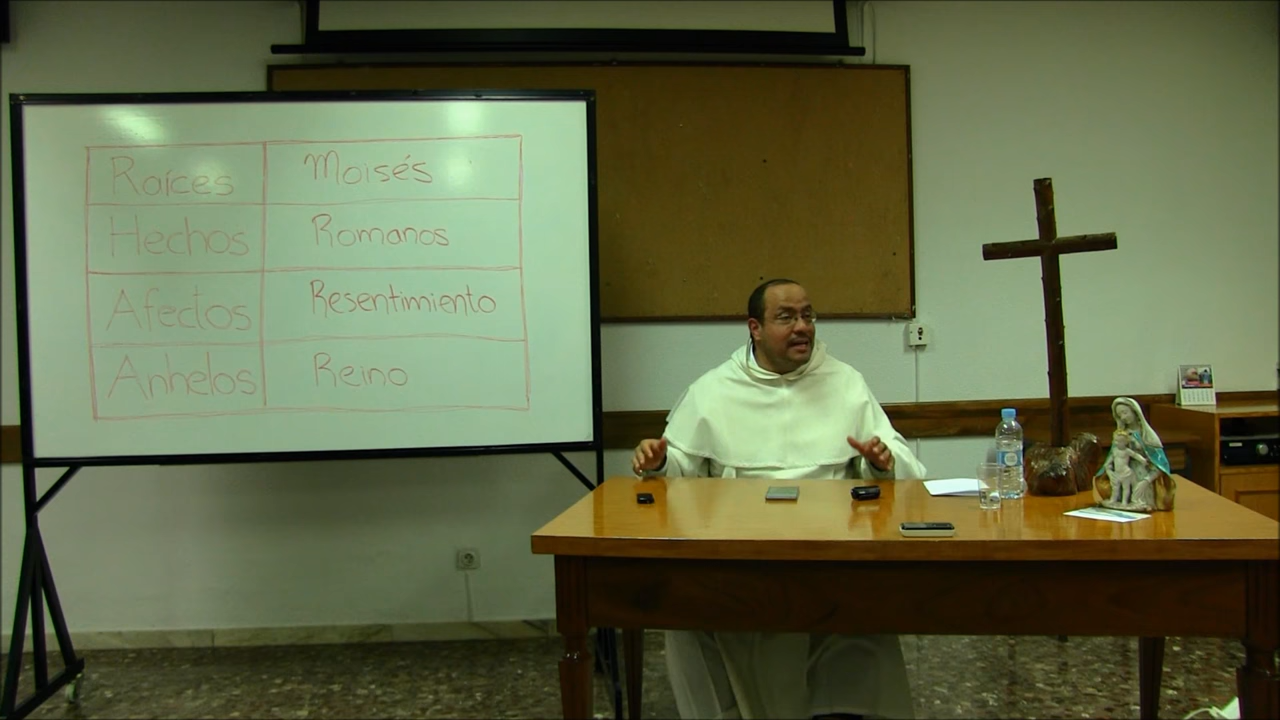 Raíces Moisés
Hechos Romanos
Afectos Resentimiento
Anhelos Reino